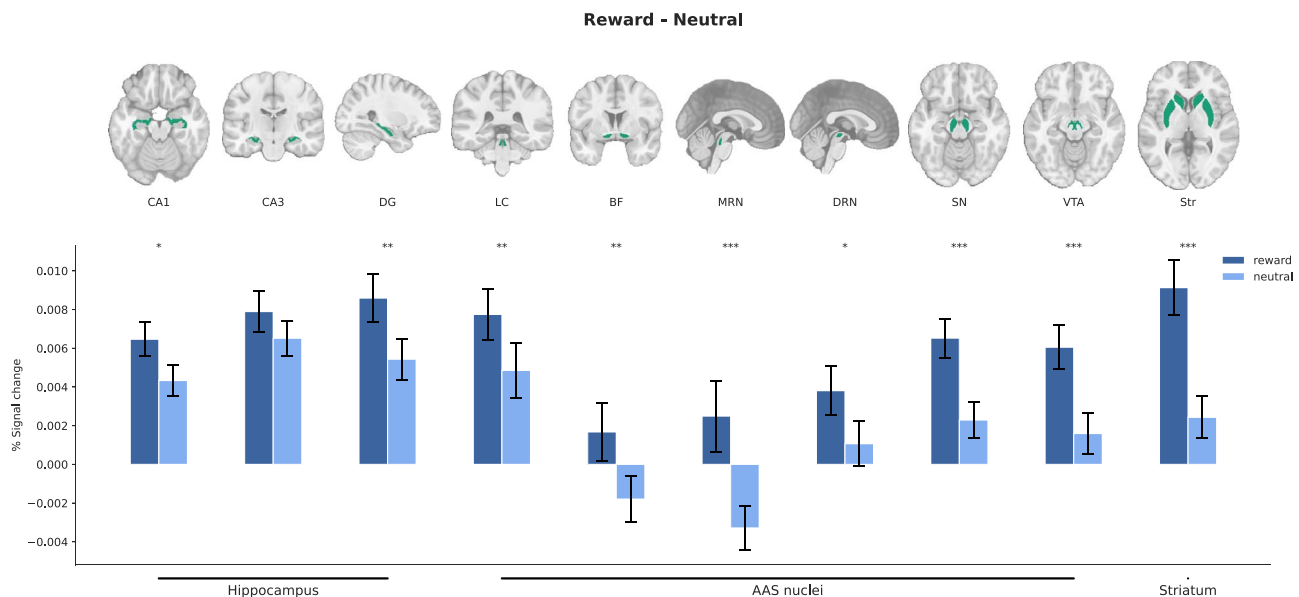 Reward - Neutral
CA1 CA3 DG LC BF MRN DRN SN VTA Str
* ** ** ** *** * *** *** ***
reward
neutral
% Signal change
0.010
0.008
0.006
0.004
0.002
0.000
−0.002
−0.004
Hippocampus AAS nuclei Striatum